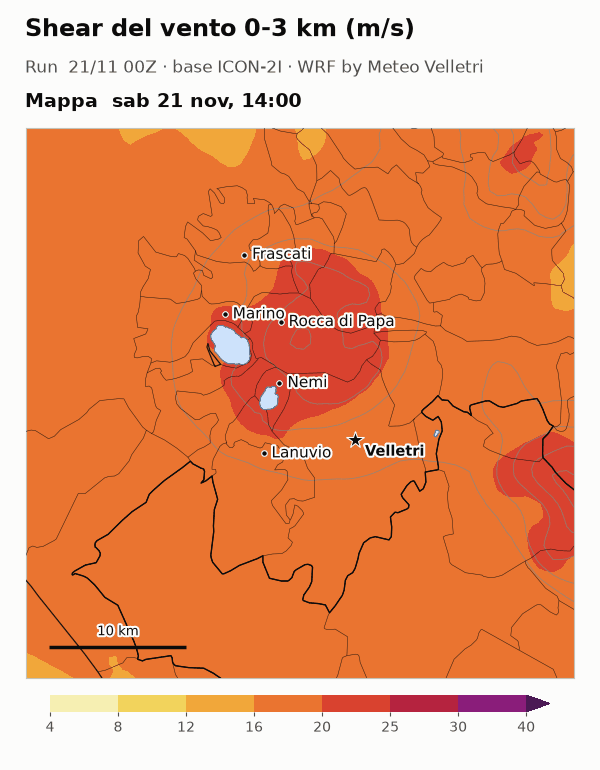 Shear del vento 0-3 km (m/s)
Run  21/11 00Z · base ICON-2I · WRF by Meteo Velletri
Mappa  sab 21 nov, 14:00
Frascati
Marino
Rocca di Papa
Nemi
Velletri
Lanuvio
10 km
4 8 12 16 20 25 30 40